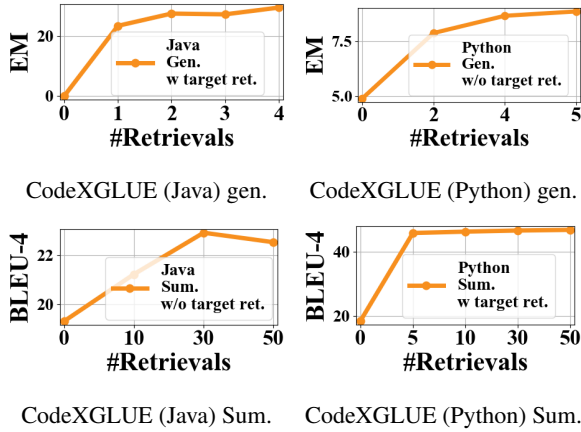 EM
20
0
Java
Gen.
w target ret.
0 1 2 3 4
#Retrievals
CodeXGLUE (Java) gen.
EM
7.5
5.0
Python
Gen.
w/o target ret.
0 2 4 5
#Retrievals
CodeXGLUE (Python) gen.
BLEU-4
22
20
Java
Sum.
w/o target ret.
0 10 30 50
#Retrievals
CodeXGLUE (Java) Sum.
BLEU-4
40
20
Python
Sum.
w target ret.
0 5 10 30 50
#Retrievals
CodeXGLUE (Python) Sum.